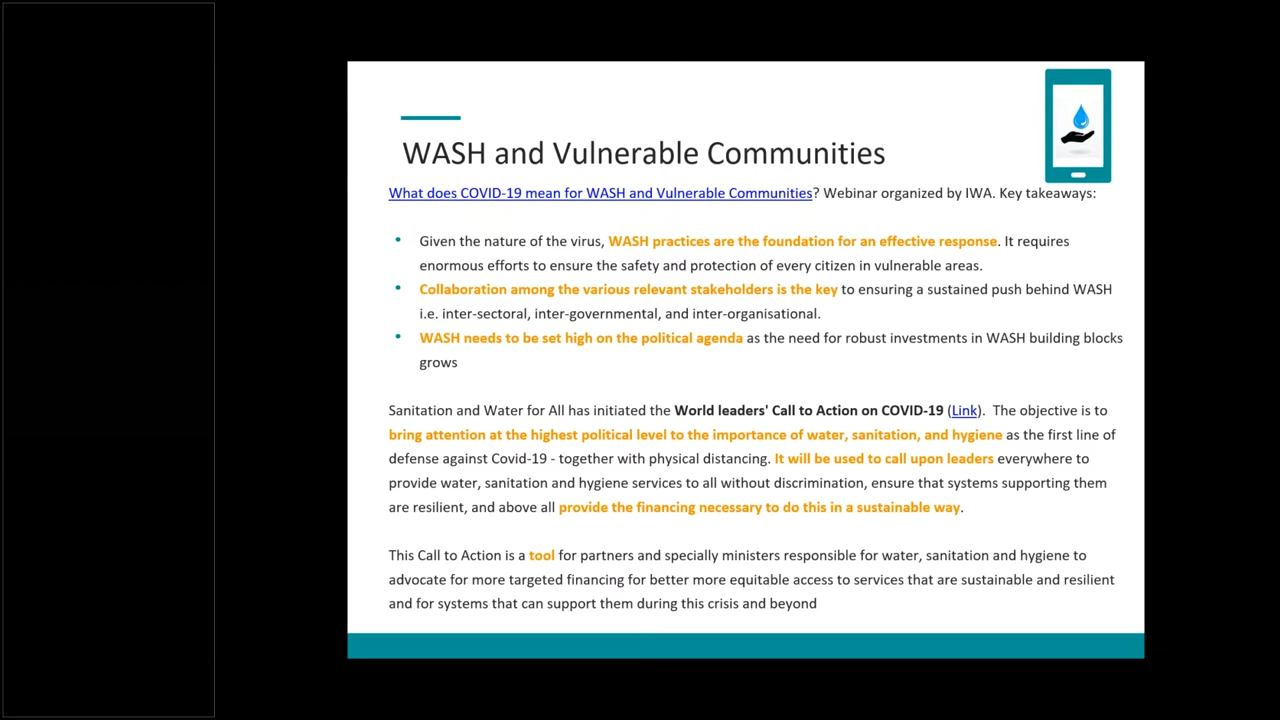 WASH and Vulnerable Communities
What does COVID-19 mean for WASH and Vulnerable Communities? Webinar organized by IWA. Key takeaways:
• Given the nature of the virus, WASH practices are the foundation for an effective response. It requires
enormous efforts to ensure the safety and protection of every citizen in vulnerable areas.
• Collaboration among the various relevant stakeholders is the key to ensuring a sustained push behind WASH
i.e. inter-sectoral, inter-governmental, and inter-organisational.
• WASH needs to be set high on the political agenda as the need for robust investments in WASH building blocks
grows
Sanitation and Water for All has initiated the World leaders' Call to Action on COVID-19 (Link). The objective is to
bring attention at the highest political level to the importance of water, sanitation, and hygiene as the first line of
defense against Covid-19 - together with physical distancing. It will be used to call upon leaders everywhere to
provide water, sanitation and hygiene services to all without discrimination, ensure that systems supporting them
are resilient, and above all provide the financing necessary to do this in a sustainable way.
This Call to Action is a tool for partners and specially ministers responsible for water, sanitation and hygiene to
advocate for more targeted financing for better more equitable access to services that are sustainable and resilient
and for systems that can support them during this crisis and beyond